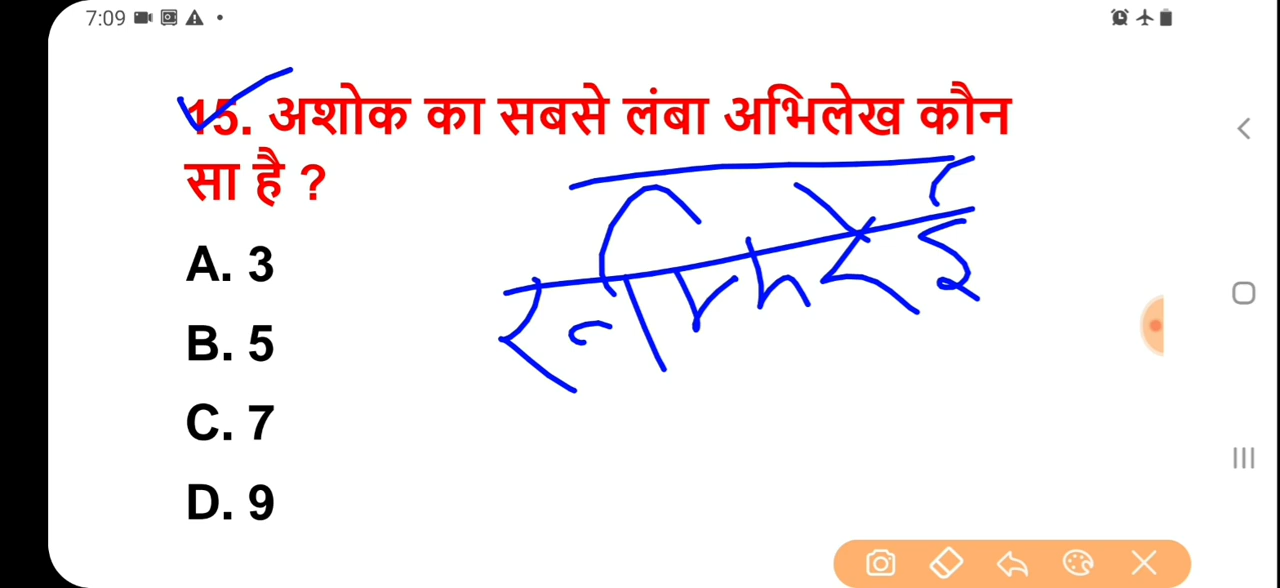 7:09
15. अशोक का सबसे लंबा अभिलेख कौन
सा है ?
A. 3
B. 5
C. 7
D. 9